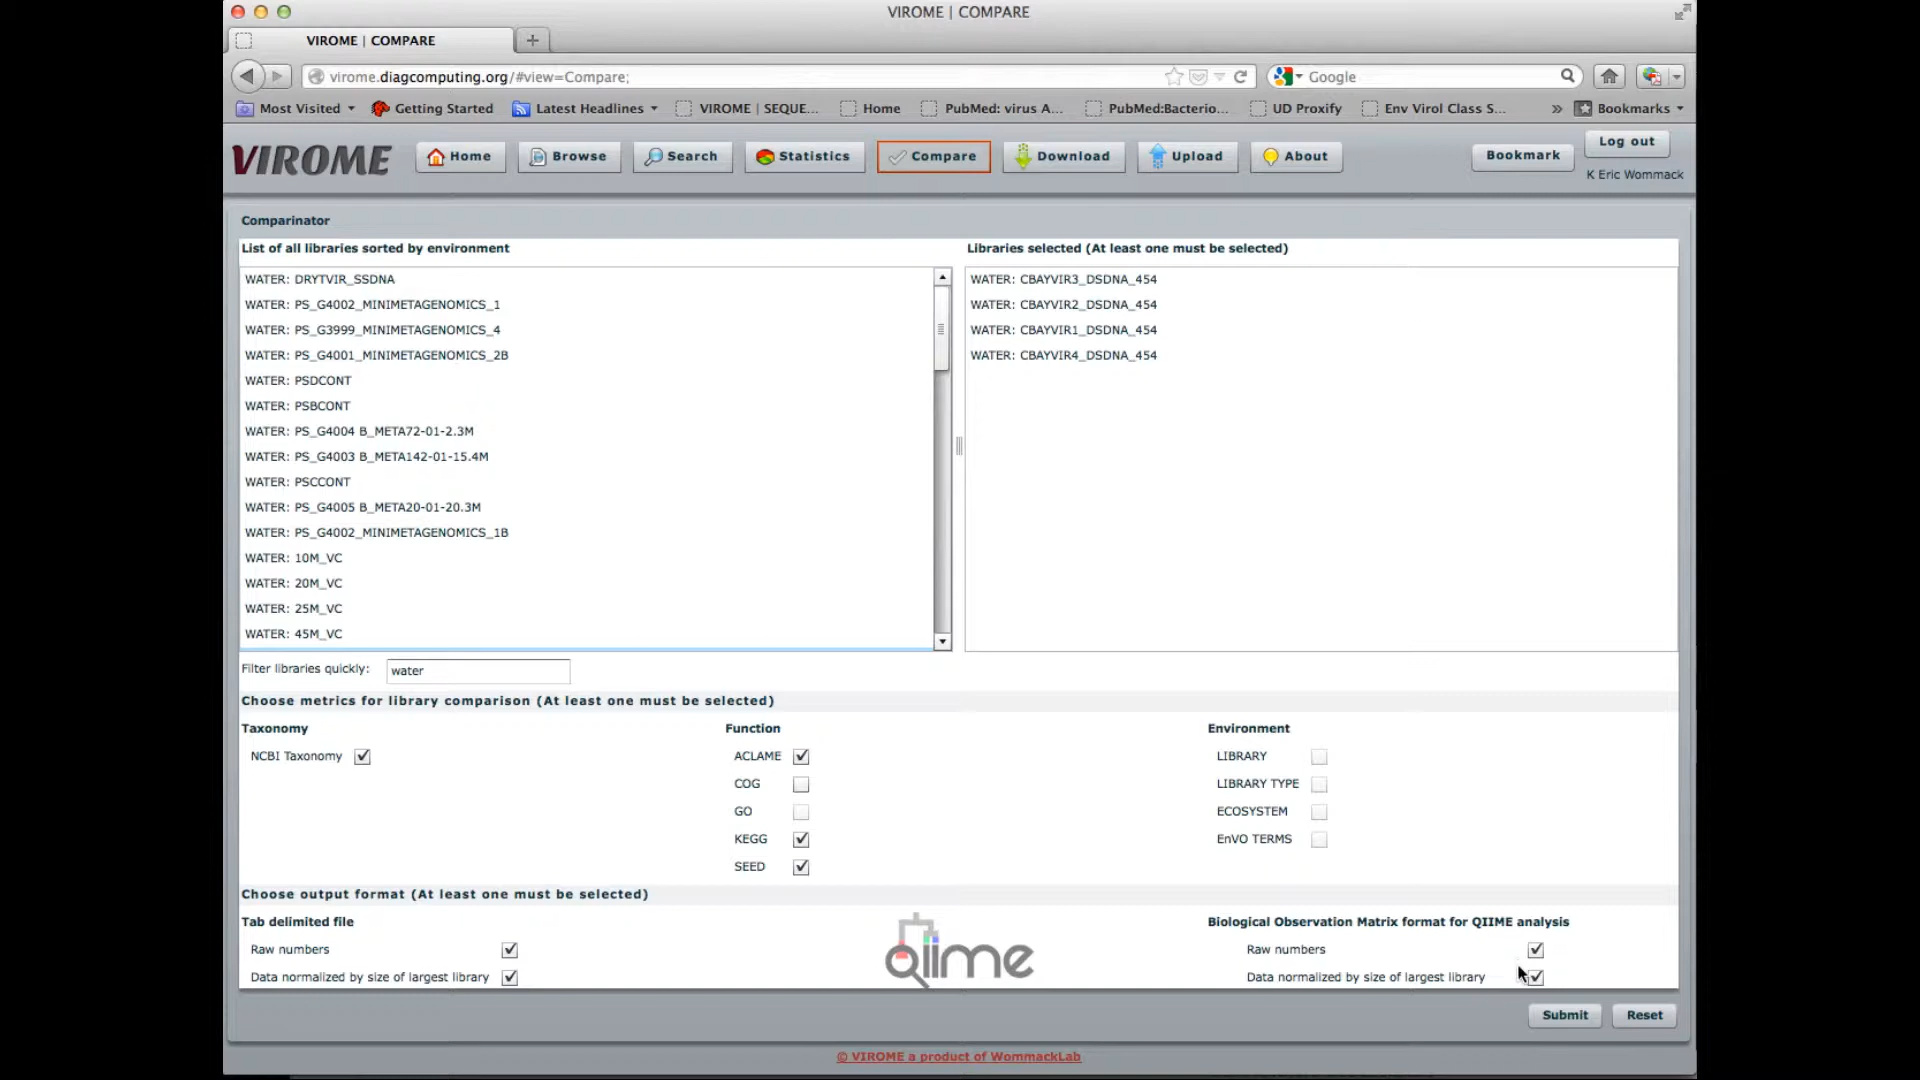 VIROME | COMPARE
VIROME | COMPARE
virome.diagcomputing.org/#view=Compare;
Google
Most Visited
Getting Started
Latest Headlines
VIROME | SEQUE...
Home
PubMed: virus A...
PubMed:Bacterio...
UD Proxify
Env Virol Class S...
Bookmarks
VIROME
Home
Browse
Search
Statistics
Compare
Download
Upload
About
Bookmark
Log out
K Eric Wommack
Comparinator
List of all libraries sorted by environment
WATER: DRYTVIR_SSDNA
WATER: PS_G4002_MINIMETAGENOMICS_1
WATER: PS_G3999_MINIMETAGENOMICS_4
WATER: PS_G4001_MINIMETAGENOMICS_2B
WATER: PSDCONT
WATER: PSBCONT
WATER: PS_G4004 B_META72-01-2.3M
WATER: PS_G4003 B_META142-01-15.4M
WATER: PSCCONT
WATER: PS_G4005 B_META20-01-20.3M
WATER: PS_G4002_MINIMETAGENOMICS_1B
WATER: 10M_VC
WATER: 20M_VC
WATER: 25M_VC
WATER: 45M_VC
Libraries selected (At least one must be selected)
WATER: CBAYVIR3_DSDNA_454
WATER: CBAYVIR2_DSDNA_454
WATER: CBAYVIR1_DSDNA_454
WATER: CBAYVIR4_DSDNA_454
Filter libraries quickly: water
Choose metrics for library comparison (At least one must be selected)
Taxonomy
NCBI Taxonomy
Function
ACLAME
COG
GO
KEGG
SEED
Environment
LIBRARY
LIBRARY TYPE
ECOSYSTEM
EnVO TERMS
Choose output format (At least one must be selected)
Tab delimited file
Raw numbers
Data normalized by size of largest library
qiime
Biological Observation Matrix format for QIIME analysis
Raw numbers
Data normalized by size of largest library
Submit
Reset
© VIROME a product of WommackLab